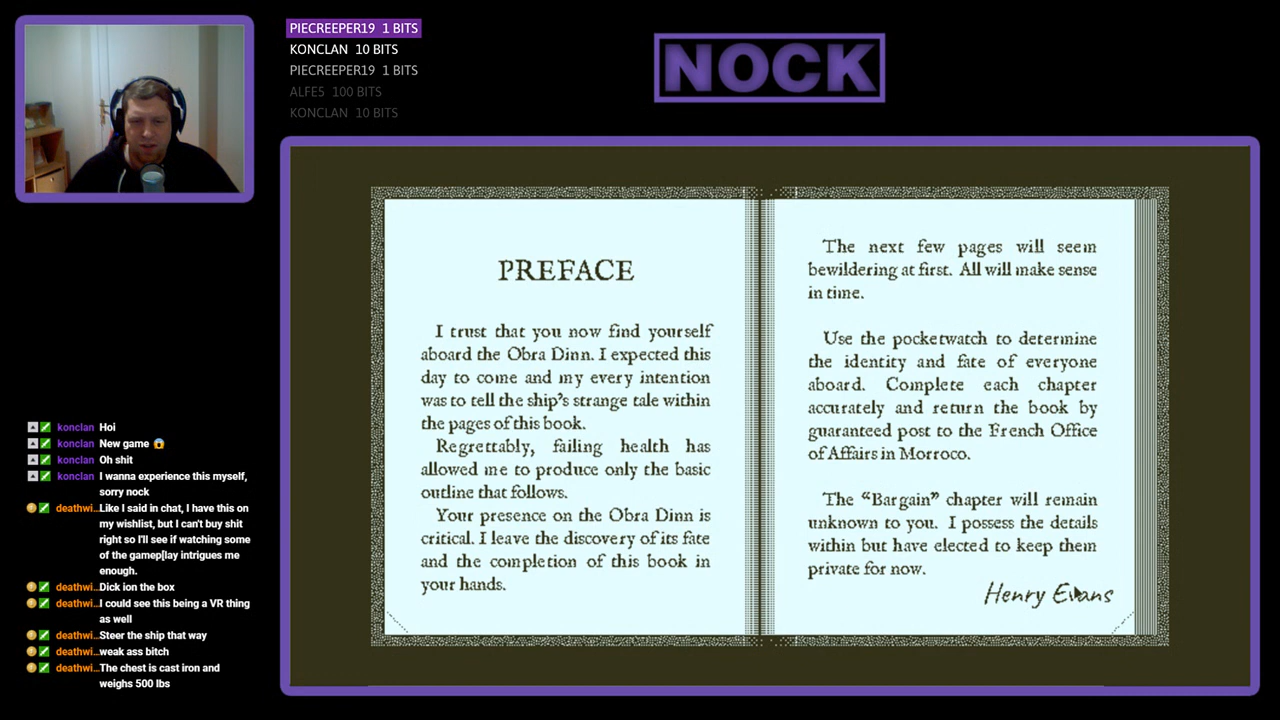 PIECREEPER19 1 BITS
KONCLAN 10 BITS
PIECREEPER19 1 BITS
ALFE5 100 BITS
KONCLAN 10 BITS
NOCK
PREFACE
I trust that you now find yourself
aboard the Obra Dinn. I expected this
day to come and my every intention
was to tell the ship's strange tale within
the pages of this book.
Regrettably, failing health has
allowed me to produce only the basic
outline that follows.
Your presence on the Obra Dinn is
critical. I leave the discovery of its fate
and the completion of this book in
your hands.
The next few pages will seem
bewildering at first. All will make sense
in time.
Use the pocketwatch to determine
the identity and fate of everyone
aboard. Complete each chapter
accurately and return the book by
guaranteed post to the French Office
of Affairs in Morroco.
The “Bargain” chapter will remain
unknown to you. I possess the details
within but have elected to keep them
private for now.
Henry Evans
konclan Hoi
konclan New game 😱
konclan Oh shit
konclan I wanna experience this myself,
sorry nock
deathwi... Like I said in chat, I have this on
my wishlist, but I can't buy shit
right so I'll see if watching some
of the gamep[lay intrigues me
enough.
deathwi... Dick ion the box
deathwi... I could see this being a VR thing
as well
deathwi... Steer the ship that way
deathwi... weak ass bitch
deathwi... The chest is cast iron and
weighs 500 lbs